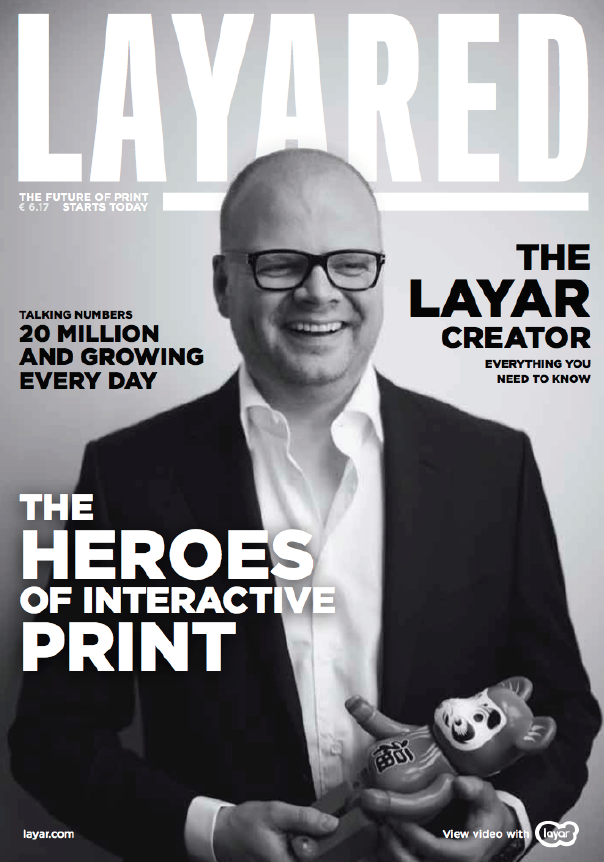 LAYARED
THE FUTURE OF PRINT
€ 6.17 STARTS TODAY
THE
LAYAR
CREATOR
EVERYTHING YOU
NEED TO KNOW
TALKING NUMBERS
20 MILLION
AND GROWING
EVERY DAY
THE
HEROES
OF INTERACTIVE
PRINT
layar.com
View video with layar